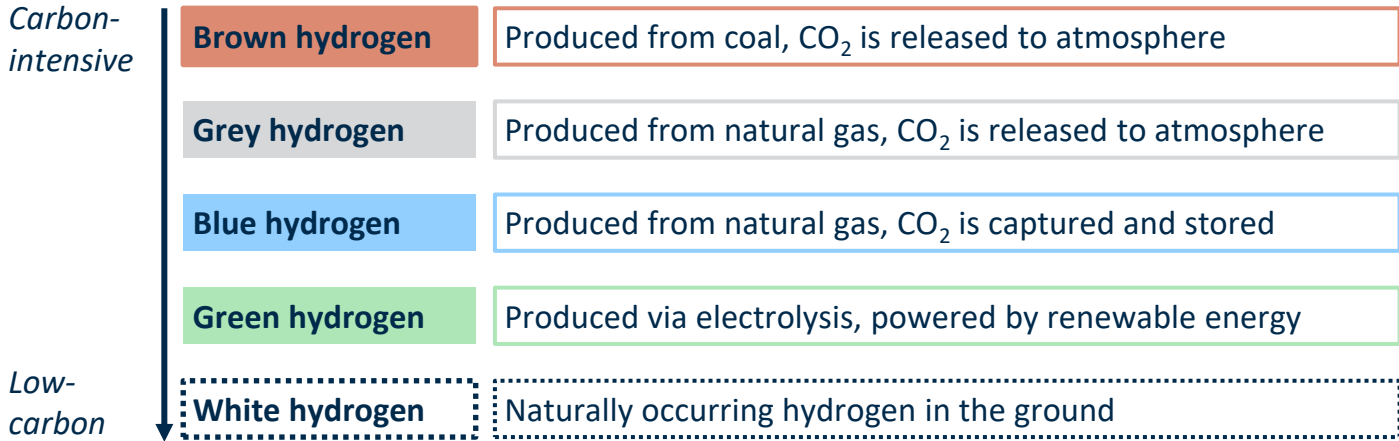 Carbon-
intensive
Brown hydrogen
Produced from coal, CO₂ is released to atmosphere
Grey hydrogen
Produced from natural gas, CO₂ is released to atmosphere
Blue hydrogen
Produced from natural gas, CO₂ is captured and stored
Green hydrogen
Produced via electrolysis, powered by renewable energy
Low-
carbon
White hydrogen
Naturally occurring hydrogen in the ground